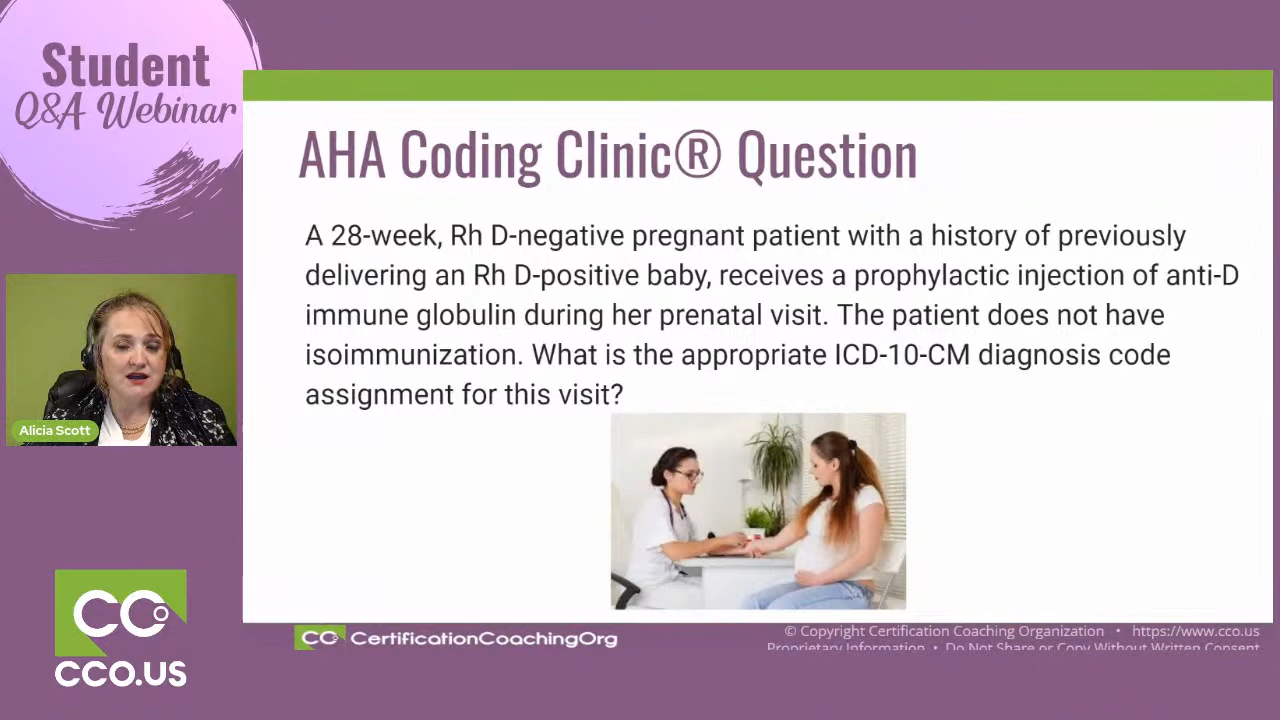 Student
Q&A Webinar
AHA Coding Clinic® Question
A 28-week, Rh D-negative pregnant patient with a history of previously
delivering an Rh D-positive baby, receives a prophylactic injection of anti-D
immune globulin during her prenatal visit. The patient does not have
isoimmunization. What is the appropriate ICD-10-CM diagnosis code
assignment for this visit?
Alicia Scott
CCO
CCO.US
CCO CertificationCoachingOrg
© Copyright Certification Coaching Organization • https://www.cco.us
Proprietary Information • Do Not Share or Copy Without Written Consent